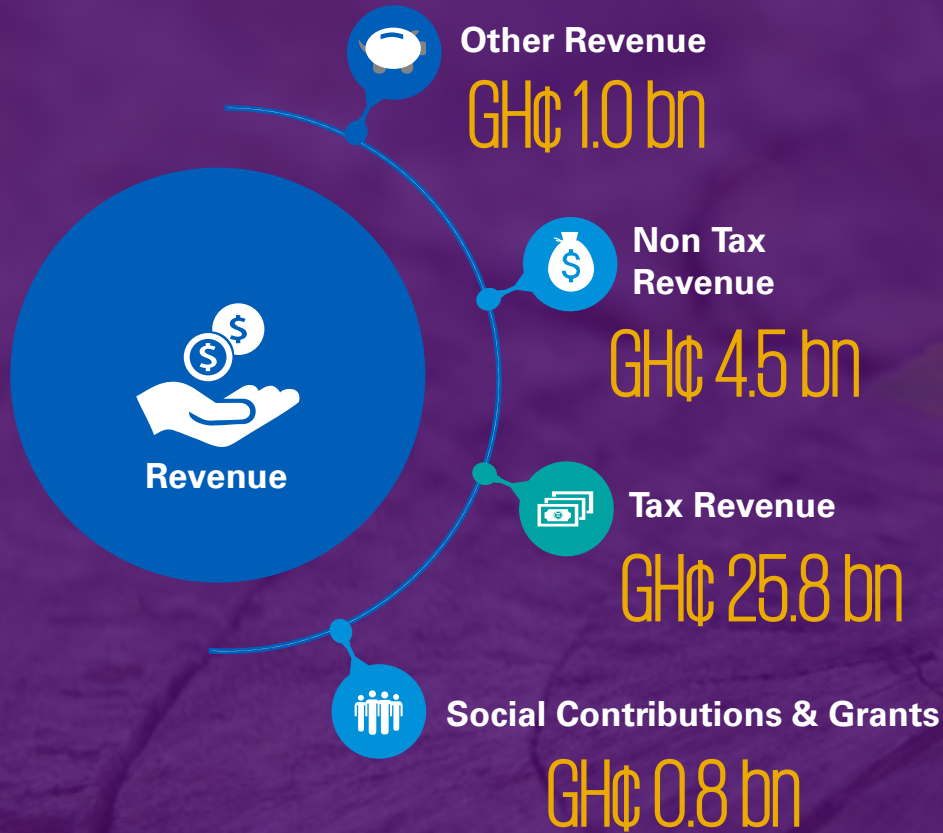 Other Revenue
GH₵ 1.0 bn
Non Tax
Revenue
GH₵ 4.5 bn
Revenue
Tax Revenue
GH₵ 25.8 bn
Social Contributions & Grants
GH₵ 0.8 bn